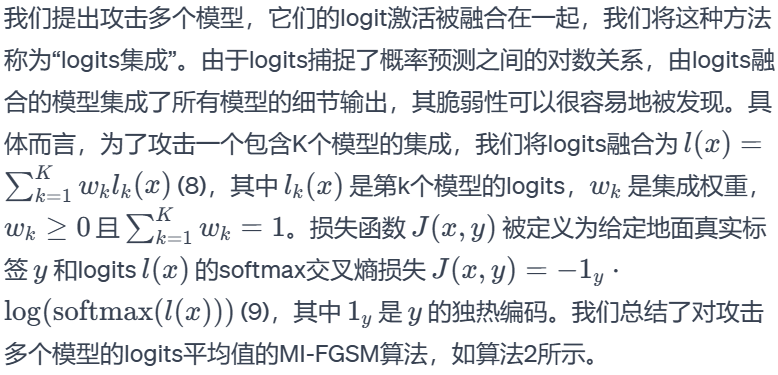 我们提出攻击多个模型，它们的logit激活被融合在一起，我们将这种方法
称为“logits集成”。由于logits捕捉了概率预测之间的对数关系，由logits融
合的模型集成了所有模型的细节输出，其脆弱性可以很容易地被发现。具
体而言，为了攻击一个包含K个模型的集成，我们将logits融合为 $l(x) =$
$\sum_{k=1}^{K} w_k l_k(x)$ (8)，其中 $l_k(x)$ 是第k个模型的logits，$w_k$ 是集成权重，
$w_k \geq 0$ 且 $\sum_{k=1}^{K} w_k = 1$。损失函数 $J(x, y)$ 被定义为给定地面真实标
签 $y$ 和logits $l(x)$ 的softmax交叉熵损失 $J(x, y) = -1_y \cdot$
$\log(\mathrm{softmax}(l(x)))$ (9)，其中 $1_y$ 是 $y$ 的独热编码。我们总结了对攻击
多个模型的logits平均值的MI-FGSM算法，如算法2所示。